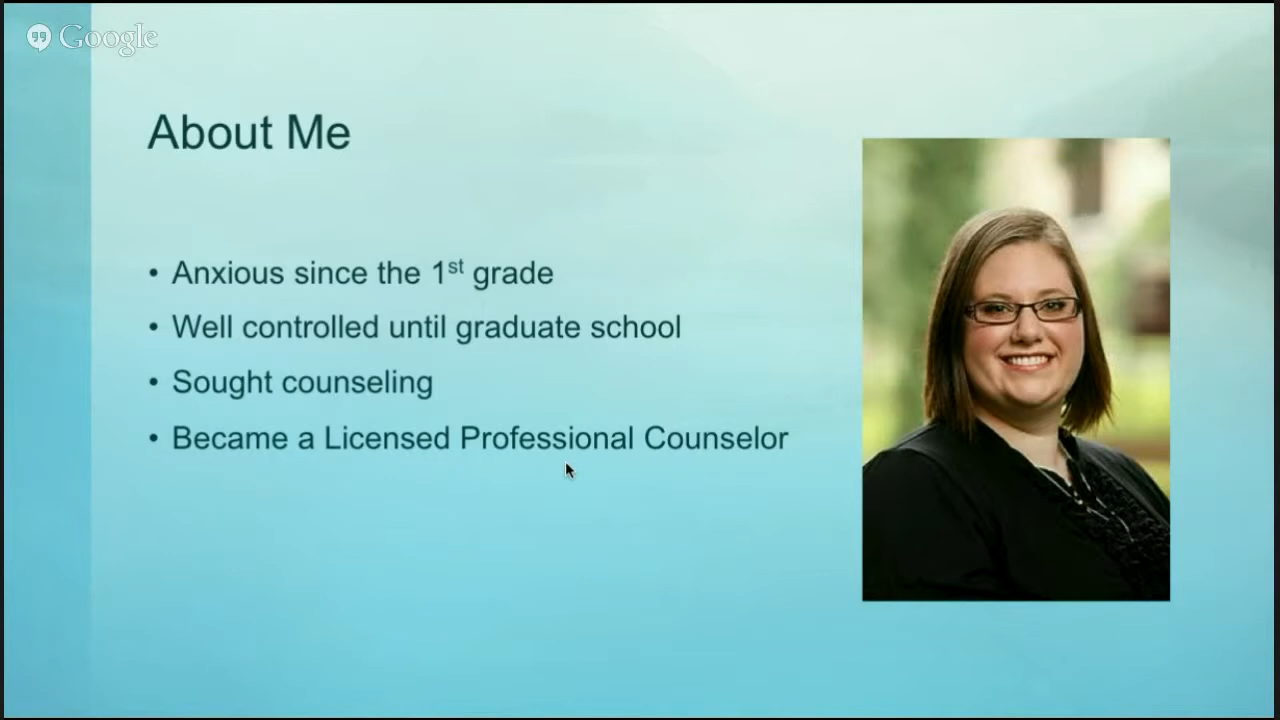 Google
About Me
• Anxious since the 1st grade
• Well controlled until graduate school
• Sought counseling
• Became a Licensed Professional Counselor